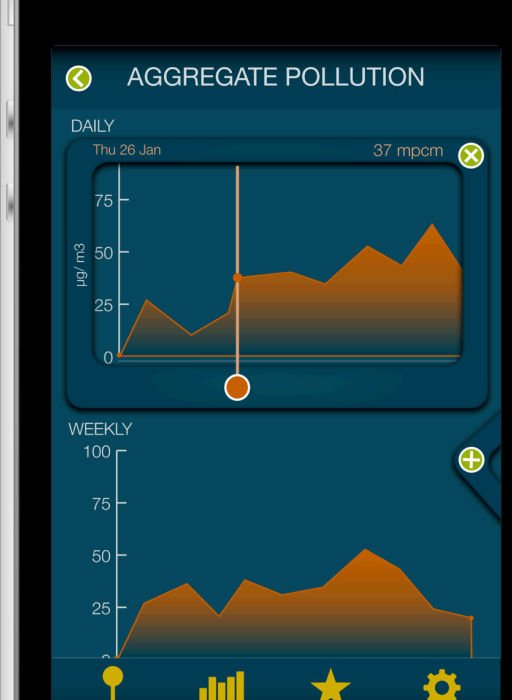 AGGREGATE POLLUTION
DAILY
Thu 26 Jan
37 mpcm
75
50
25
0
µg/ m3
WEEKLY
100
75
50
25
0